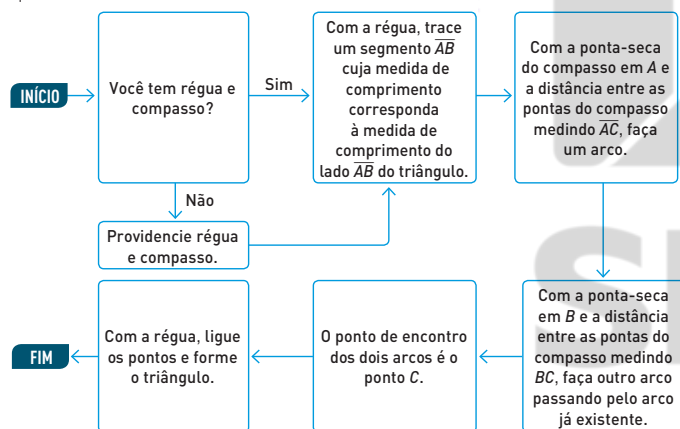 INÍCIO
Você tem régua e
compasso?
Sim
Não
Providencie régua
e compasso.
Com a régua, trace
um segmento AB
cuja medida de
comprimento
corresponda
à medida de
comprimento do
lado AB do triângulo.
Com a ponta-seca
do compasso em A e
a distância entre as
pontas do compasso
medindo AC, faça
um arco.
Com a ponta-seca
em B e a distância
entre as pontas do
compasso medindo
BC, faça outro arco
passando pelo arco
já existente.
O ponto de encontro
dos dois arcos é o
ponto C.
Com a régua, ligue
os pontos e forme
o triângulo.
FIM